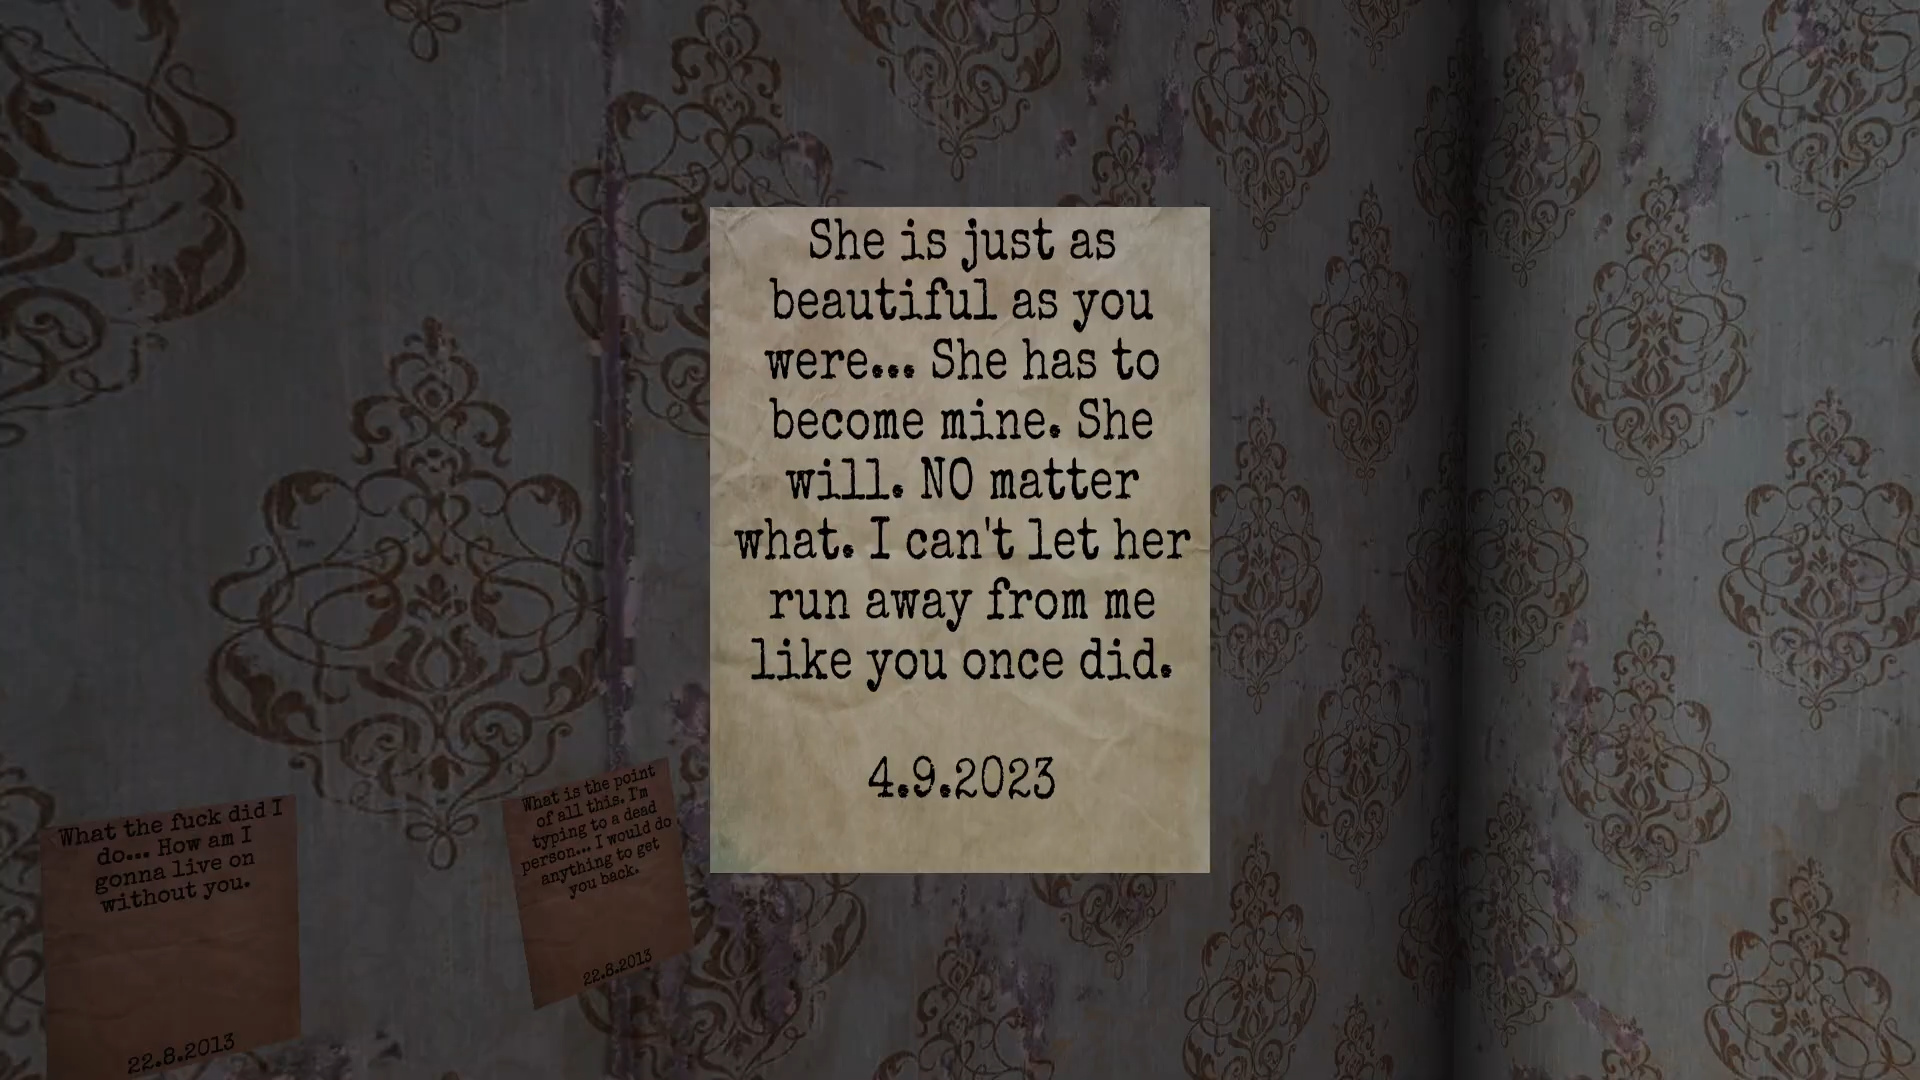 She is just as
beautiful as you
were... She has to
become mine. She
will. NO matter
what. I can't let her
run away from me
like you once did.
4.9.2023
What the fuck did I
do... How am I
gonna live on
without you.
22.8.2013
What is the point
of all this. I'm
typing to a dead
person... I would do
anything to get
you back.
22.8.2013